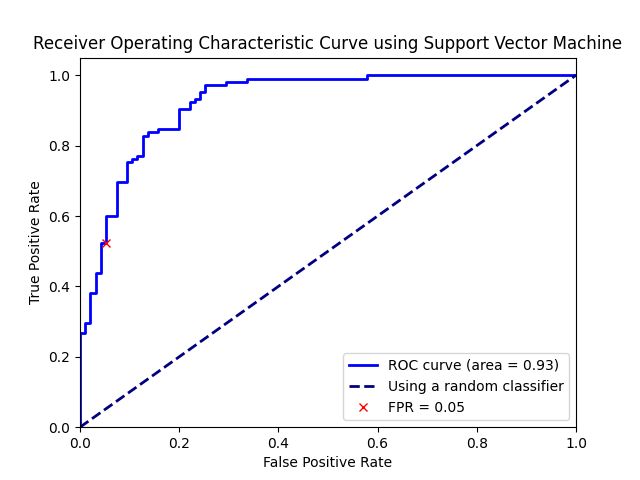 Receiver Operating Characteristic Curve using Support Vector Machine
True Positive Rate
1.0
0.8
0.6
0.4
0.2
0.0
ROC curve (area = 0.93)
Using a random classifier
FPR = 0.05
0.0 0.2 0.4 0.6 0.8 1.0
False Positive Rate